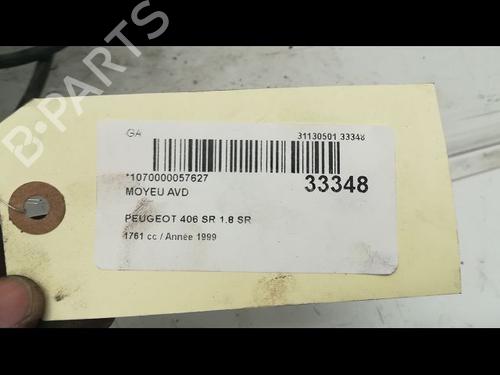 B-PARTS
GA
31130501 33348
*1070000057627
33348
MOYEU AVD
PEUGEOT 406 SR 1.8 SR
1761 cc / Année 1999